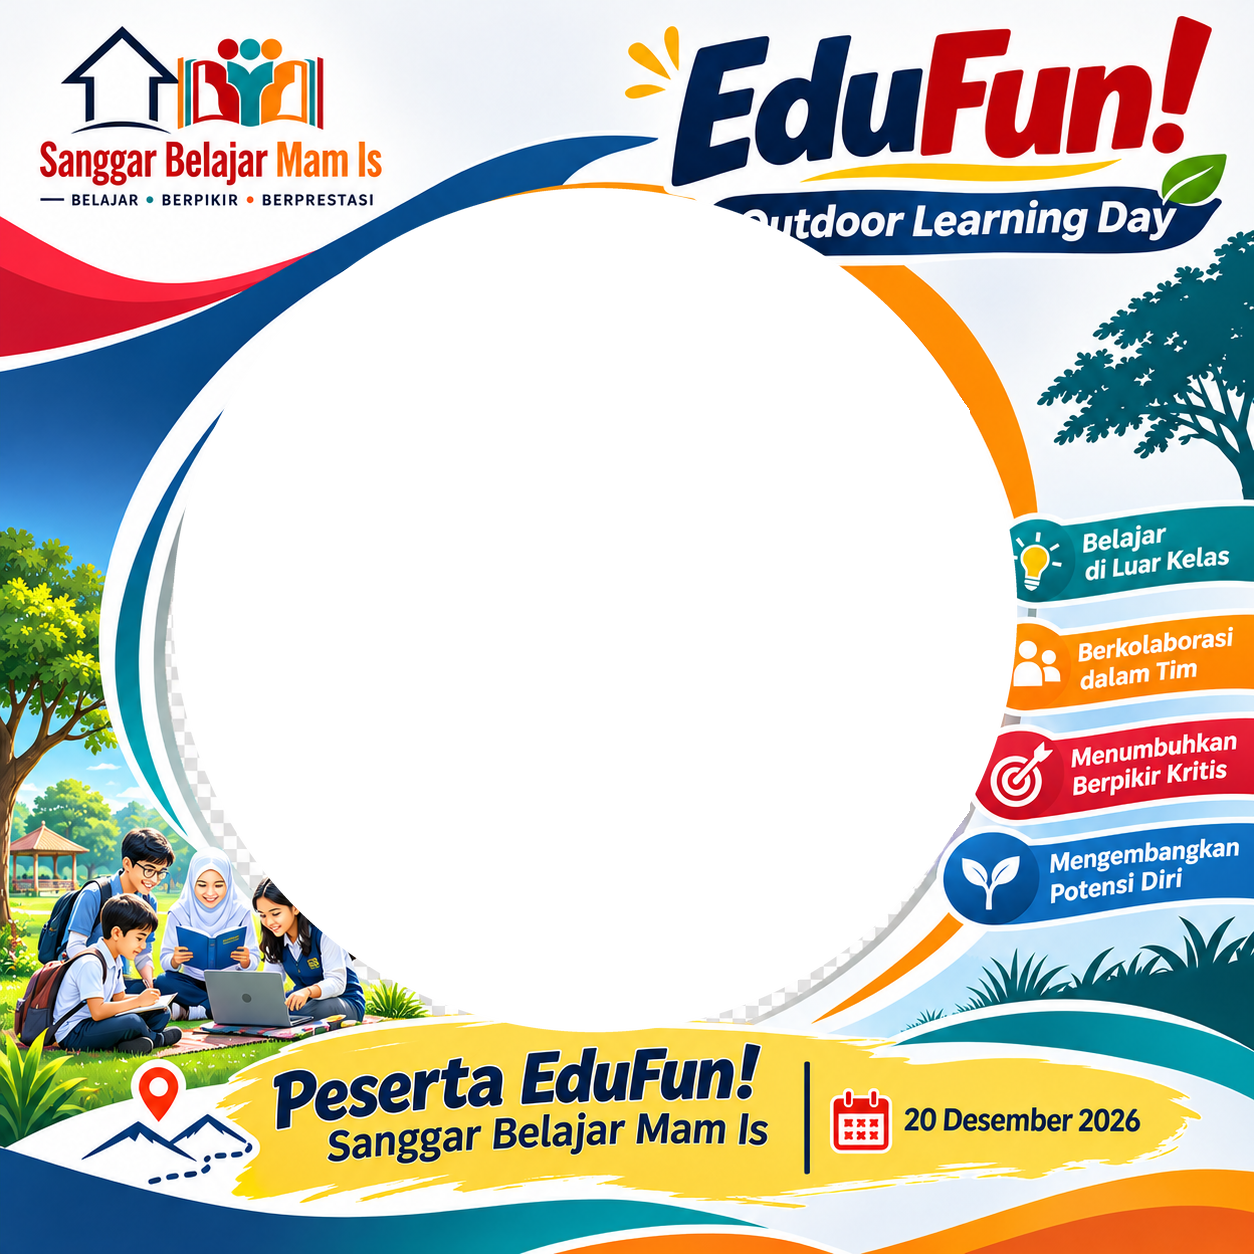 Sanggar Belajar Mam Is
BELAJAR • BERPIKIR • BERPRESTASI
EduFun!
Outdoor Learning Day
Belajar
di Luar Kelas
Berkolaborasi
dalam Tim
Menumbuhkan
Berpikir Kritis
Mengembangkan
Potensi Diri
Peserta EduFun!
Sanggar Belajar Mam Is
20 Desember 2026